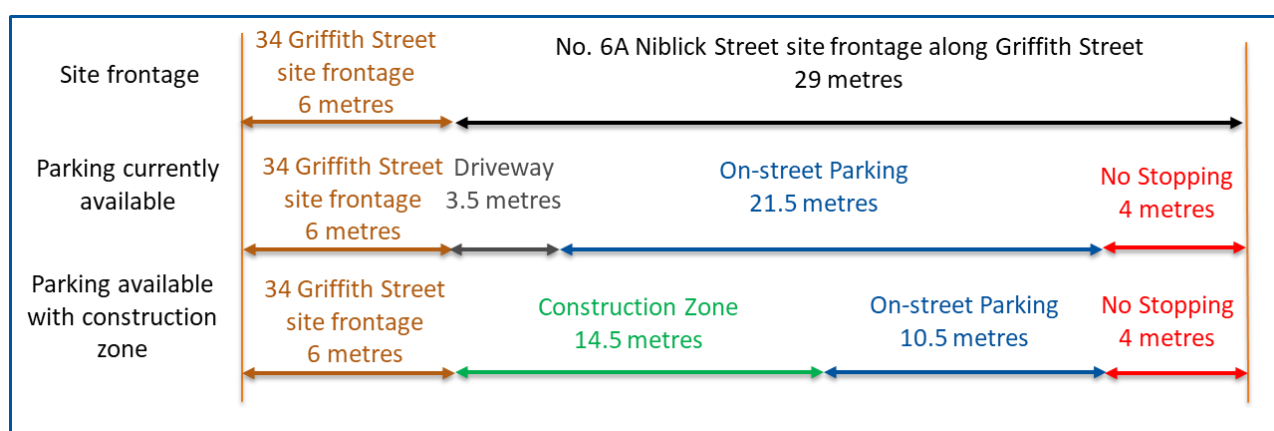 Site frontage
34 Griffith Street
site frontage
6 metres
No. 6A Niblick Street site frontage along Griffith Street
29 metres
Parking currently
available
34 Griffith Street
site frontage
6 metres
Driveway
3.5 metres
On-street Parking
21.5 metres
No Stopping
4 metres
Parking available
with construction
zone
34 Griffith Street
site frontage
6 metres
Construction Zone
14.5 metres
On-street Parking
10.5 metres
No Stopping
4 metres